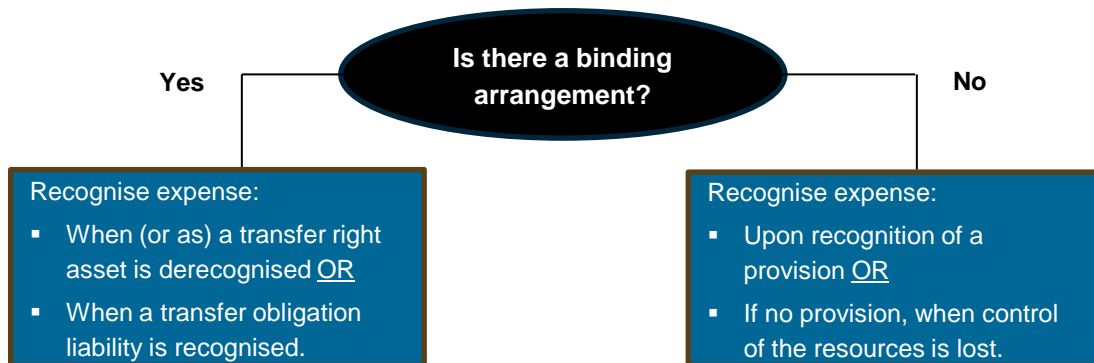 Is there a binding
arrangement?
Yes
No
Recognise expense:
▪ When (or as) a transfer right
asset is derecognised OR
▪ When a transfer obligation
liability is recognised.
Recognise expense:
▪ Upon recognition of a
provision OR
▪ If no provision, when control
of the resources is lost.